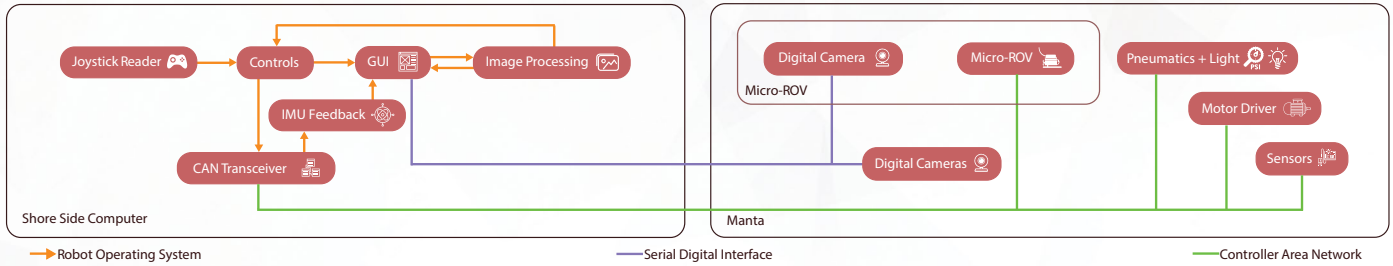 Joystick Reader
Controls
GUI
Image Processing
IMU Feedback
CAN Transceiver
Shore Side Computer
Digital Camera
Micro-ROV
Micro-ROV
Pneumatics + Light
PSI
Motor Driver
Digital Cameras
Sensors
Manta
Robot Operating System
Serial Digital Interface
Controller Area Network